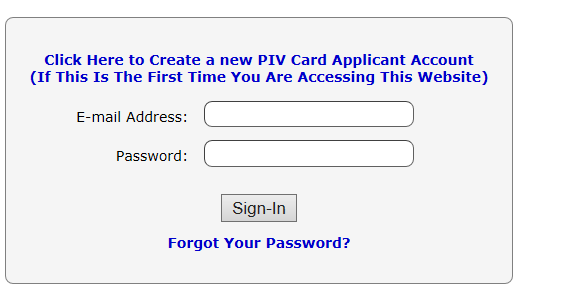 Click Here to Create a new PIV Card Applicant Account
(If This Is The First Time You Are Accessing This Website)
E-mail Address:
Password:
Sign-In
Forgot Your Password?